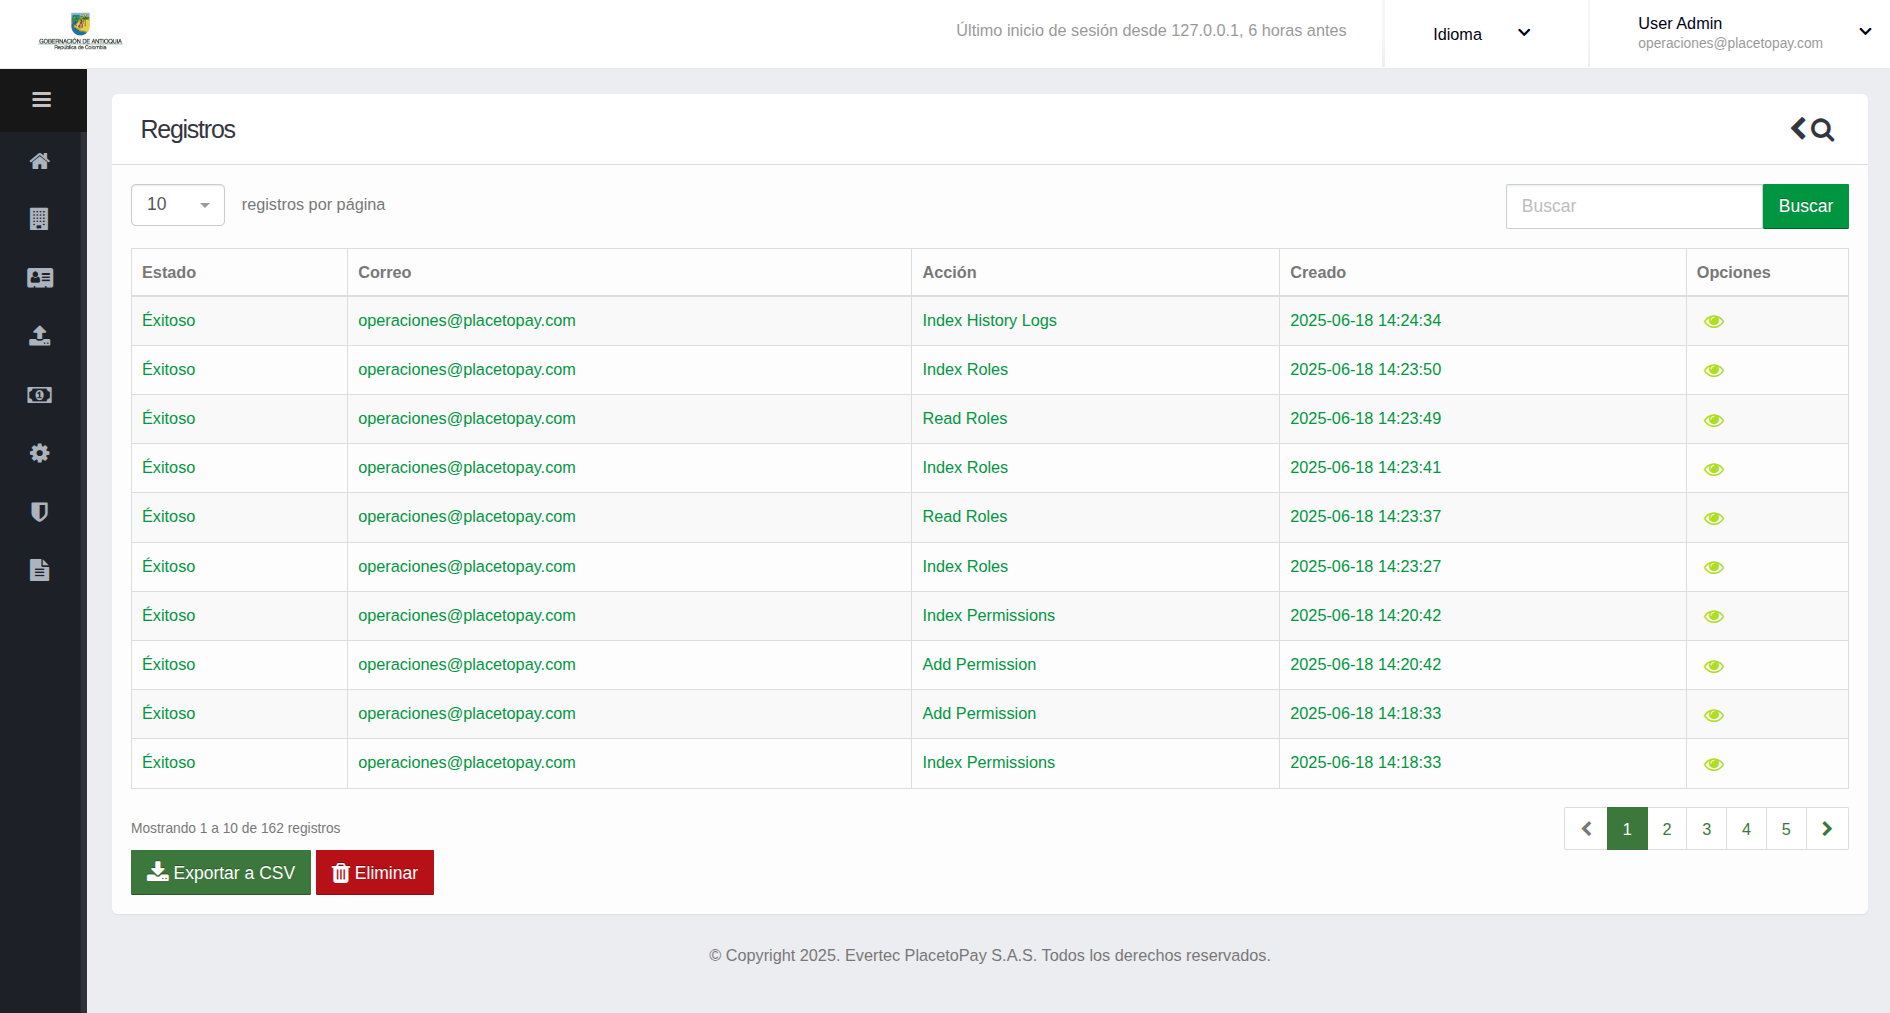 GOBERNACIÓN DE ANTIOQUIA
República de Colombia
Último inicio de sesión desde 127.0.0.1, 6 horas antes
Idioma
User Admin
operaciones@placetopay.com
Registros
10 registros por página
Buscar Buscar
Estado Correo Acción Creado Opciones
Éxitoso operaciones@placetopay.com Index History Logs 2025-06-18 14:24:34
Éxitoso operaciones@placetopay.com Index Roles 2025-06-18 14:23:50
Éxitoso operaciones@placetopay.com Read Roles 2025-06-18 14:23:49
Éxitoso operaciones@placetopay.com Index Roles 2025-06-18 14:23:41
Éxitoso operaciones@placetopay.com Read Roles 2025-06-18 14:23:37
Éxitoso operaciones@placetopay.com Index Roles 2025-06-18 14:23:27
Éxitoso operaciones@placetopay.com Index Permissions 2025-06-18 14:20:42
Éxitoso operaciones@placetopay.com Add Permission 2025-06-18 14:20:42
Éxitoso operaciones@placetopay.com Add Permission 2025-06-18 14:18:33
Éxitoso operaciones@placetopay.com Index Permissions 2025-06-18 14:18:33
Mostrando 1 a 10 de 162 registros
1 2 3 4 5
Exportar a CSV Eliminar
© Copyright 2025. Evertec PlacetoPay S.A.S. Todos los derechos reservados.